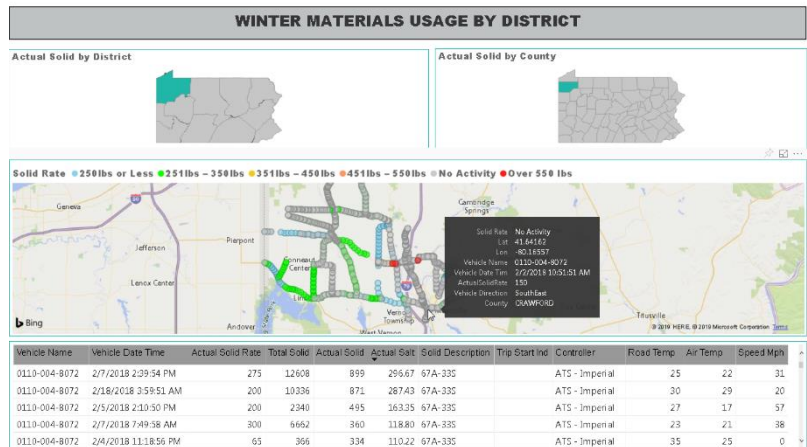 WINTER MATERIALS USAGE BY DISTRICT
Actual Solid by District
Actual Solid by County
Solid Rate 250lbs or Less 251lbs – 350lbs 351lbs – 450lbs 451lbs – 550lbs No Activity Over 550 lbs
Geneva
Cambridge
Springs
Jefferson
Pierpont
Conneaut
Center
Lenox Center
Andover
Verno
Township
West Vernon
Titusville
Solid Rate No Activity
Lat 41.64162
Lon -80.16557
Vehicle Name 0110-004-8072
Vehicle Date Tim 2/2/2018 10:51:51 AM
ActualSolidRate 150
Vehicle Direction SouthEast
County CRAWFORD
Bing
© 2019 HERE, © 2019 Microsoft Corporation Terms
Vehicle Name Vehicle Date Time Actual Solid Rate Total Solid Actual Solid Actual Salt Solid Description Trip Start Ind Controller Road Temp Air Temp Speed Mph
0110-004-8072 2/7/2018 2:39:54 PM 275 12608 899 296.67 67A-33S ATS - Imperial 25 22 31
0110-004-8072 2/18/2018 3:59:51 AM 200 10336 871 287.43 67A-33S ATS - Imperial 30 29 20
0110-004-8072 2/5/2018 2:10:50 PM 200 2340 495 163.35 67A-33S ATS - Imperial 27 17 57
0110-004-8072 2/7/2018 7:49:58 AM 300 6662 360 118.80 67A-33S ATS - Imperial 23 21 38
0110-004-8072 2/4/2018 11:18:56 PM 65 366 334 110.22 67A-33S ATS - Imperial 35 25 0